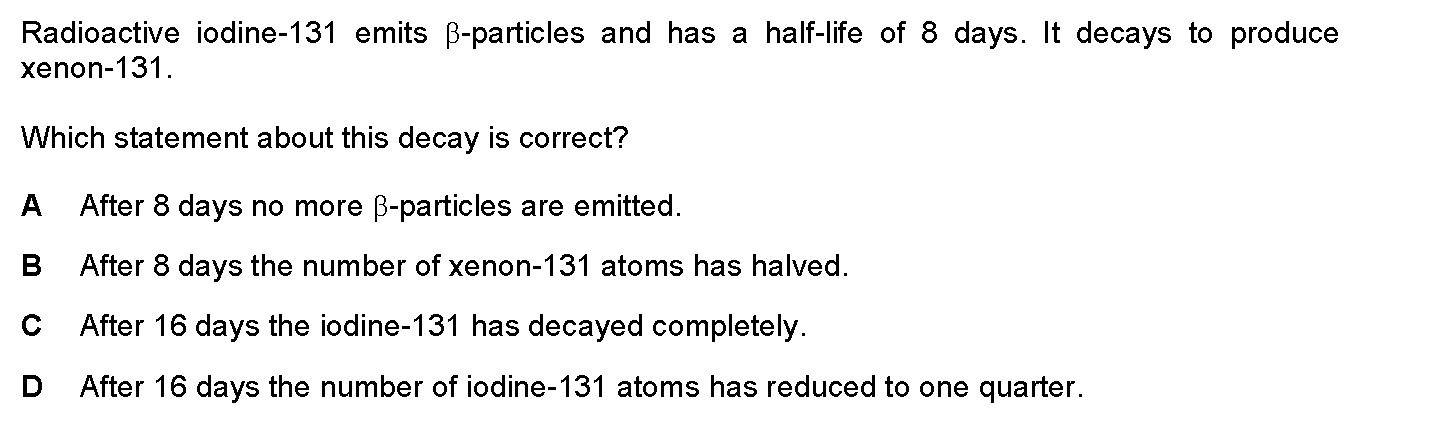 Radioactive iodine-131 emits β-particles and has a half-life of 8 days. It decays to produce
xenon-131.
Which statement about this decay is correct?
A After 8 days no more β-particles are emitted.
B After 8 days the number of xenon-131 atoms has halved.
C After 16 days the iodine-131 has decayed completely.
D After 16 days the number of iodine-131 atoms has reduced to one quarter.